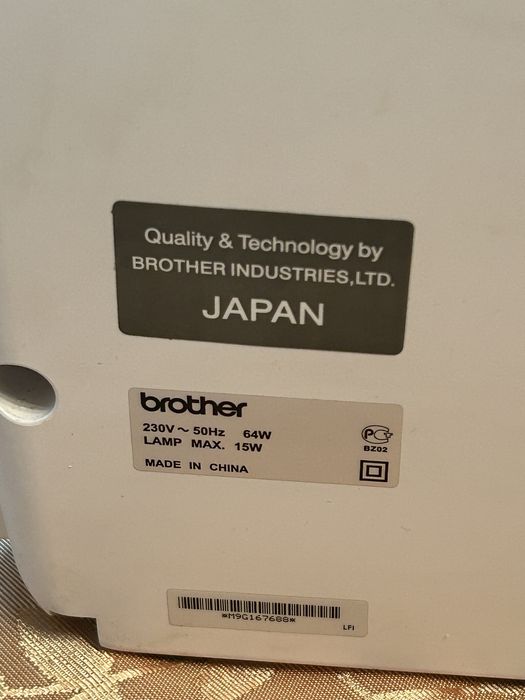 Quality & Technology by
BROTHER INDUSTRIES,LTD.
JAPAN
brother
230V ~ 50Hz 64W
LAMP MAX. 15W
MADE IN CHINA
PCT
BZ02
*M9G167688*
LFI